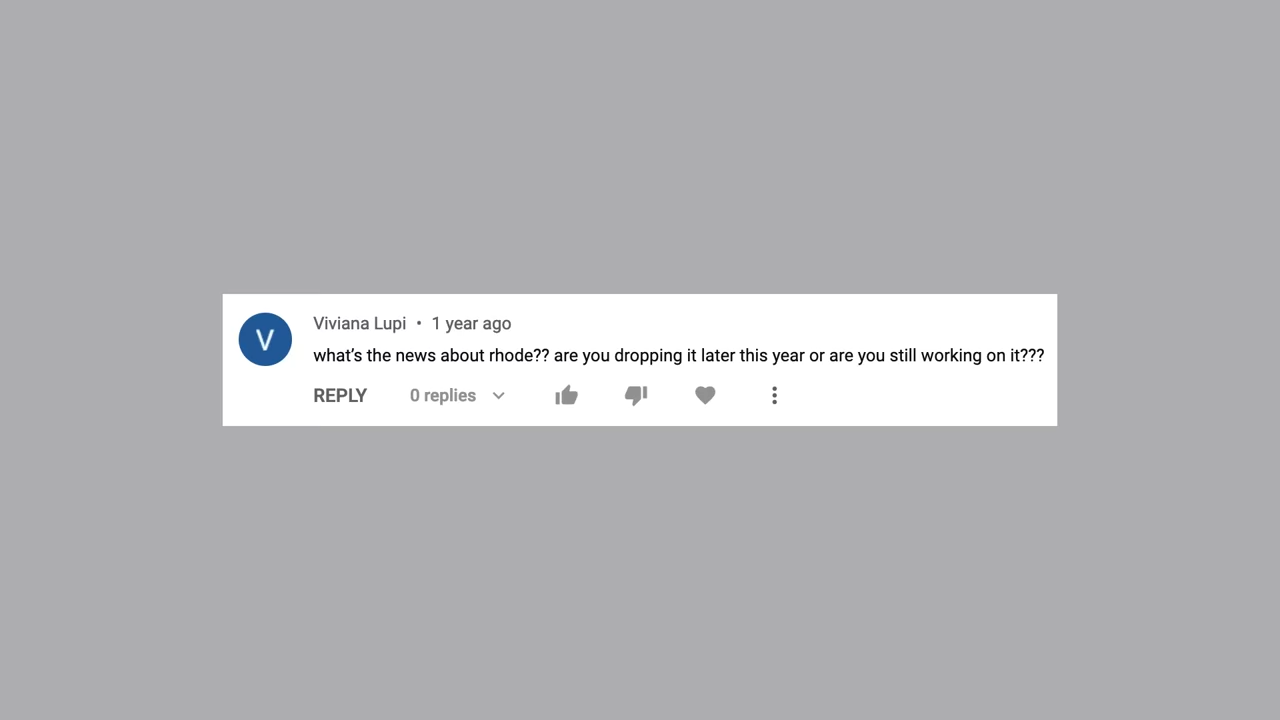 V
Viviana Lupi • 1 year ago
what's the news about rhode?? are you dropping it later this year or are you still working on it???
REPLY 0 replies